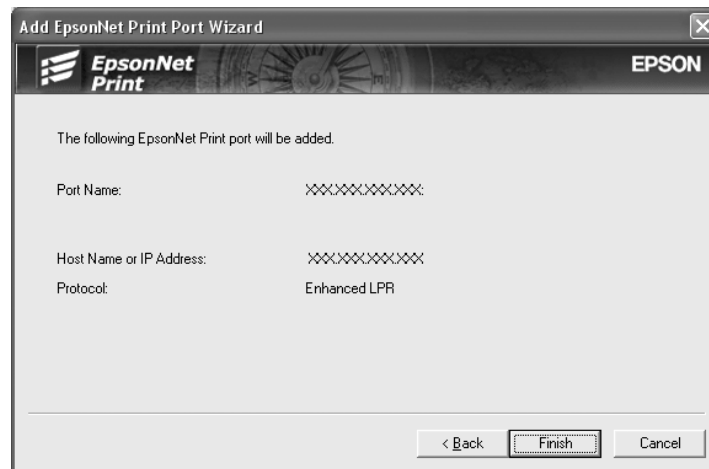 Add EpsonNet Print Port Wizard
EpsonNet
Print
EPSON
The following EpsonNet Print port will be added.
Port Name: XXX.XXX.XXX.XXX:
Host Name or IP Address: XXX.XXX.XXX.XXX
Protocol: Enhanced LPR
< Back Finish Cancel